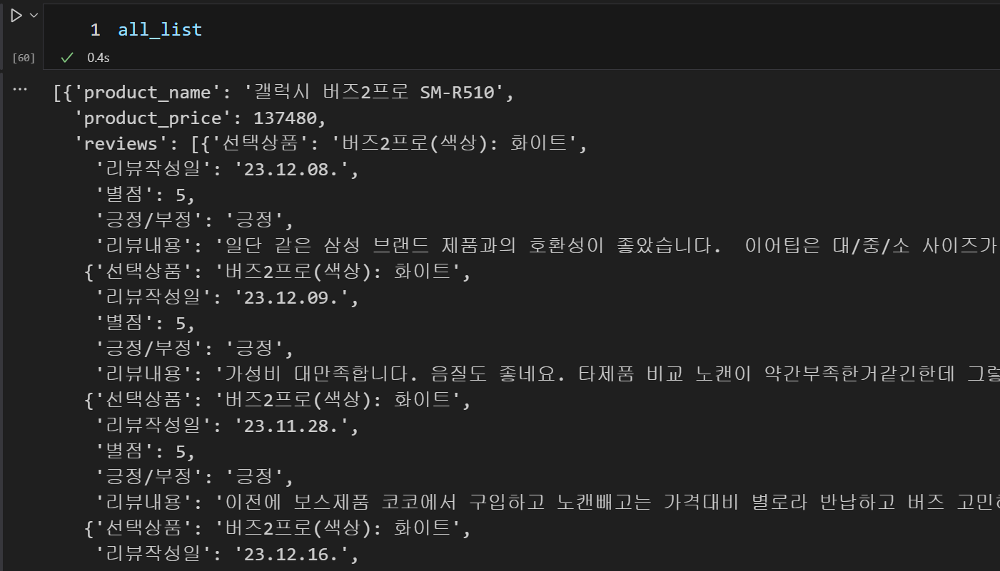 1 all_list
[60] 0.4s
[{'product_name': '갤럭시 버즈2프로 SM-R510',
'product_price': 137480,
'reviews': [{'선택상품': '버즈2프로(색상): 화이트',
'리뷰작성일': '23.12.08.',
'별점': 5,
'긍정/부정': '긍정',
'리뷰내용': '일단 같은 삼성 브랜드 제품과의 호환성이 좋았습니다.  이어팁은 대/중/소 사이즈가
{'선택상품': '버즈2프로(색상): 화이트',
'리뷰작성일': '23.12.09.',
'별점': 5,
'긍정/부정': '긍정',
'리뷰내용': '가성비 대만족합니다. 음질도 좋네요. 타제품 비교 노캔이 약간부족한거같긴한데 그렇
{'선택상품': '버즈2프로(색상): 화이트',
'리뷰작성일': '23.11.28.',
'별점': 5,
'긍정/부정': '긍정',
'리뷰내용': '이전에 보스제품 코코에서 구입하고 노캔빼고는 가격대비 별로라 반납하고 버즈 고민하
{'선택상품': '버즈2프로(색상): 화이트',
'리뷰작성일': '23.12.16.',